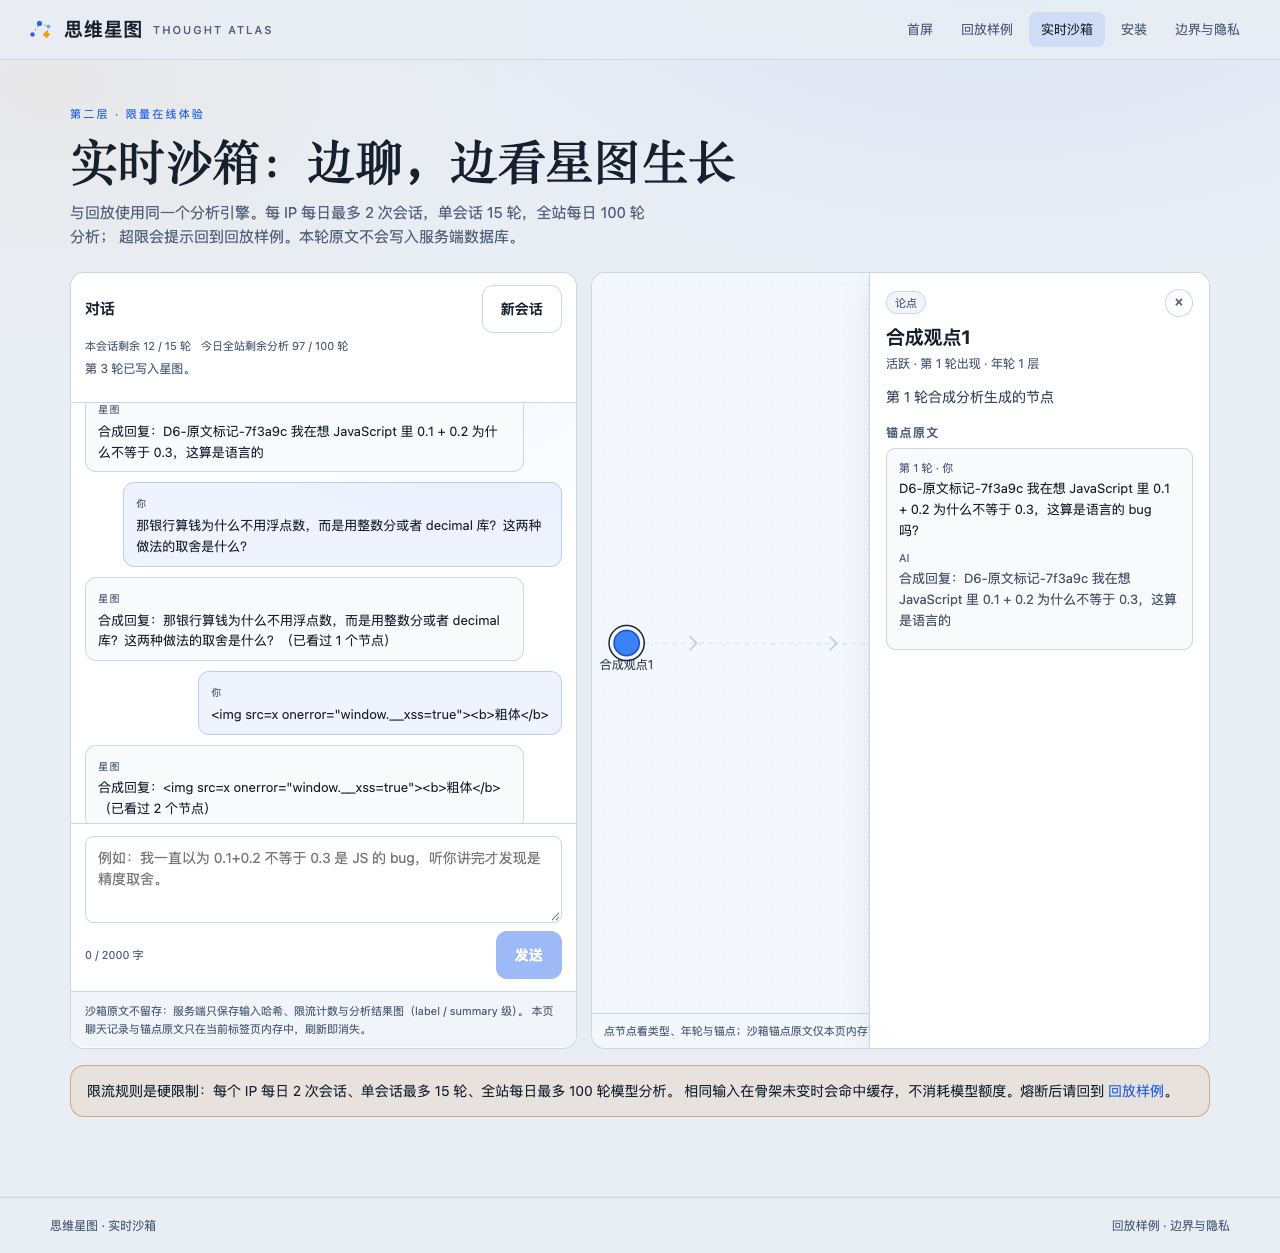 思维星图 THOUGHT ATLAS
首屏 回放样例 实时沙箱 安装 边界与隐私
第二层 · 限量在线体验
实时沙箱：边聊，边看星图生长
与回放使用同一个分析引擎。每 IP 每日最多 2 次会话，单会话 15 轮，全站每日 100 轮
分析； 超限会提示回到回放样例。本轮原文不会写入服务端数据库。
对话
新会话
本会话剩余 12 / 15 轮 今日全站剩余分析 97 / 100 轮
第 3 轮已写入星图。
星图
合成回复：D6-原文标记-7f3a9c 我在想 JavaScript 里 0.1 + 0.2 为什
么不等于 0.3，这算是语言的
你
那银行算钱为什么不用浮点数，而是用整数分或者 decimal 库？这两种
做法的取舍是什么？
星图
合成回复：那银行算钱为什么不用浮点数，而是用整数分或者 decimal
库？这两种做法的取舍是什么？（已看过 1 个节点）
你
<img src=x onerror="window.__xss=true"><b>粗体</b>
星图
合成回复：<img src=x onerror="window.__xss=true"><b>粗体</b>
（已看过 2 个节点）
例如：我一直以为 0.1+0.2 不等于 0.3 是 JS 的 bug，听你讲完才发现是
精度取舍。
0 / 2000 字
发送
沙箱原文不留存：服务端只保存输入哈希、限流计数与分析结果图（label / summary 级）。 本页
聊天记录与锚点原文只在当前标签页内存中，刷新即消失。
合成观点1
点节点看类型、年轮与锚点；沙箱锚点原文仅本页内存
论点
×
合成观点1
活跃 · 第 1 轮出现 · 年轮 1 层
第 1 轮合成分析生成的节点
锚点原文
第 1 轮 · 你
D6-原文标记-7f3a9c 我在想 JavaScript 里 0.1
+ 0.2 为什么不等于 0.3，这算是语言的 bug
吗？
AI
合成回复：D6-原文标记-7f3a9c 我在想
JavaScript 里 0.1 + 0.2 为什么不等于 0.3，这算
是语言的
限流规则是硬限制：每个 IP 每日 2 次会话、单会话最多 15 轮、全站每日最多 100 轮模型分析。 相同输入在骨架未变时会命中缓存，不消耗模型额度。熔断后请回到 回放样例。
思维星图 · 实时沙箱
回放样例 · 边界与隐私